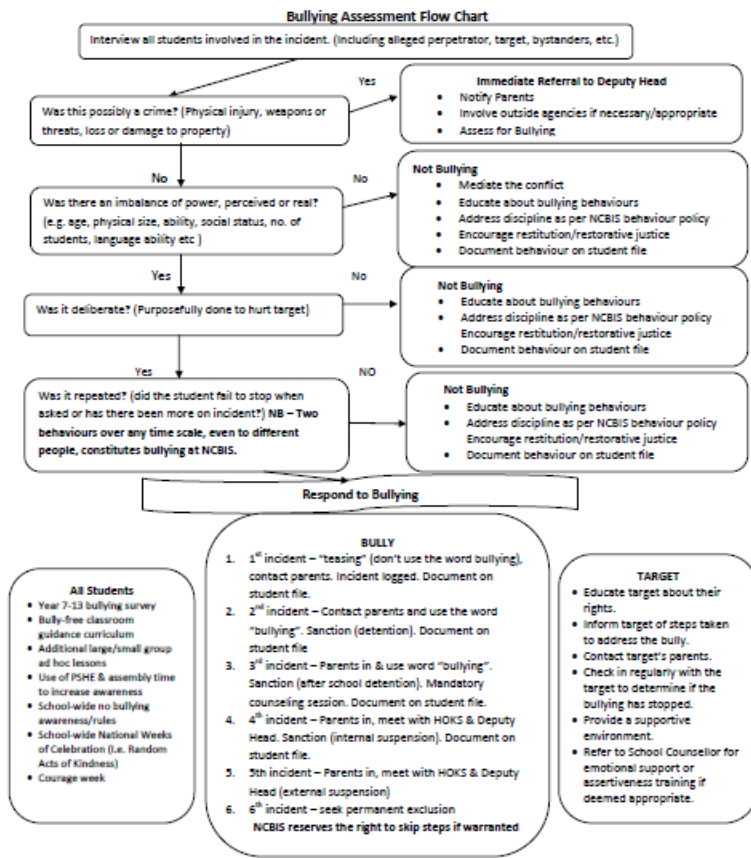 Bullying Assessment Flow Chart
Interview all students involved in the incident. (Including alleged perpetrator, target, bystanders, etc.)
Yes
Was this possibly a crime? (Physical injury, weapons or
threats, loss or damage to property)
Immediate Referral to Deputy Head
• Notify Parents
• Involve outside agencies if necessary/appropriate
• Assess for Bullying
No
No
Was there an imbalance of power, perceived or real?
(e.g. age, physical size, ability, social status, no. of
students, language ability etc )
Not Bullying
• Mediate the conflict
• Educate about bullying behaviours
• Address discipline as per NCBIS behaviour policy
• Encourage restitution/restorative justice
• Document behaviour on student file
Yes
No
Was it deliberate? (Purposefully done to hurt target)
Not Bullying
• Educate about bullying behaviours
• Address discipline as per NCBIS behaviour policy
Encourage restitution/restorative justice
• Document behaviour on student file
Yes
NO
Was it repeated? (did the student fail to stop when
asked or has there been more on incident?) NB – Two
behaviours over any time scale, even to different
people, constitutes bullying at NCBIS.
Not Bullying
• Educate about bullying behaviours
• Address discipline as per NCBIS behaviour policy
Encourage restitution/restorative justice
• Document behaviour on student file
Respond to Bullying
All Students
• Year 7-13 bullying survey
• Bully-free classroom
guidance curriculum
• Additional large/small group
ad hoc lessons
• Use of PSHE & assembly time
to increase awareness
• School-wide no bullying
awareness/rules
• School-wide National Weeks
of Celebration (I.e. Random
Acts of Kindness)
• Courage week
BULLY
1. 1st incident – "teasing" (don't use the word bullying),
contact parents. Incident logged. Document on
student file.
2. 2nd incident – Contact parents and use the word
"bullying". Sanction (detention). Document on
student file
3. 3rd incident – Parents in & use word "bullying".
Sanction (after school detention). Mandatory
counseling session. Document on student file.
4. 4th incident – Parents in, meet with HOKS & Deputy
Head. Sanction (internal suspension). Document on
student file.
5. 5th incident – Parents in, meet with HOKS & Deputy
Head (external suspension)
6. 6th incident – seek permanent exclusion
NCBIS reserves the right to skip steps if warranted
TARGET
• Educate target about their
rights.
• Inform target of steps taken
to address the bully.
• Contact target's parents.
• Check in regularly with the
target to determine if the
bullying has stopped.
• Provide a supportive
environment.
• Refer to School Counsellor for
emotional support or
assertiveness training if
deemed appropriate.